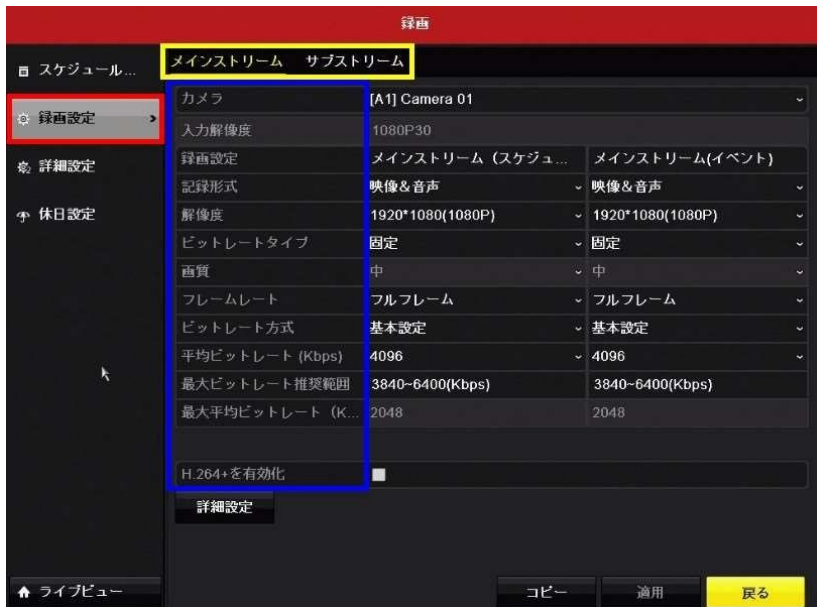 録画
スケジュール...
録画設定
詳細設定
休日設定
ライブビュー
メインストリーム サブストリーム
カメラ [A1] Camera 01
入力解像度 1080P30
録画設定 メインストリーム（スケジュ... メインストリーム(イベント)
記録形式 映像&音声 映像&音声
解像度 1920*1080(1080P) 1920*1080(1080P)
ビットレートタイプ 固定 固定
画質 中 中
フレームレート フルフレーム フルフレーム
ビットレート方式 基本設定 基本設定
平均ビットレート (Kbps) 4096 4096
最大ビットレート推奨範囲 3840~6400(Kbps) 3840~6400(Kbps)
最大平均ビットレート（K... 2048 2048
H.264+を有効化
詳細設定
コピー 適用 戻る